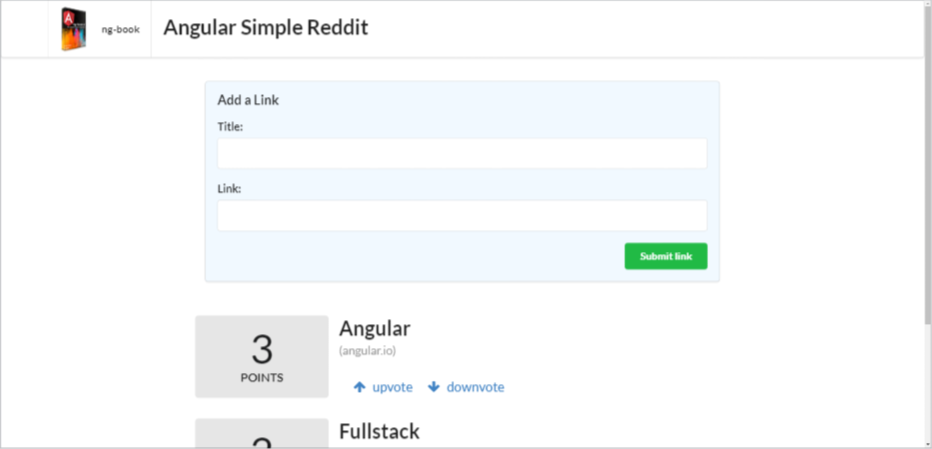 ng-book
Angular Simple Reddit
Add a Link
Title:
Link:
Submit link
3
POINTS
Angular
(angular.io)
upvote downvote
Fullstack